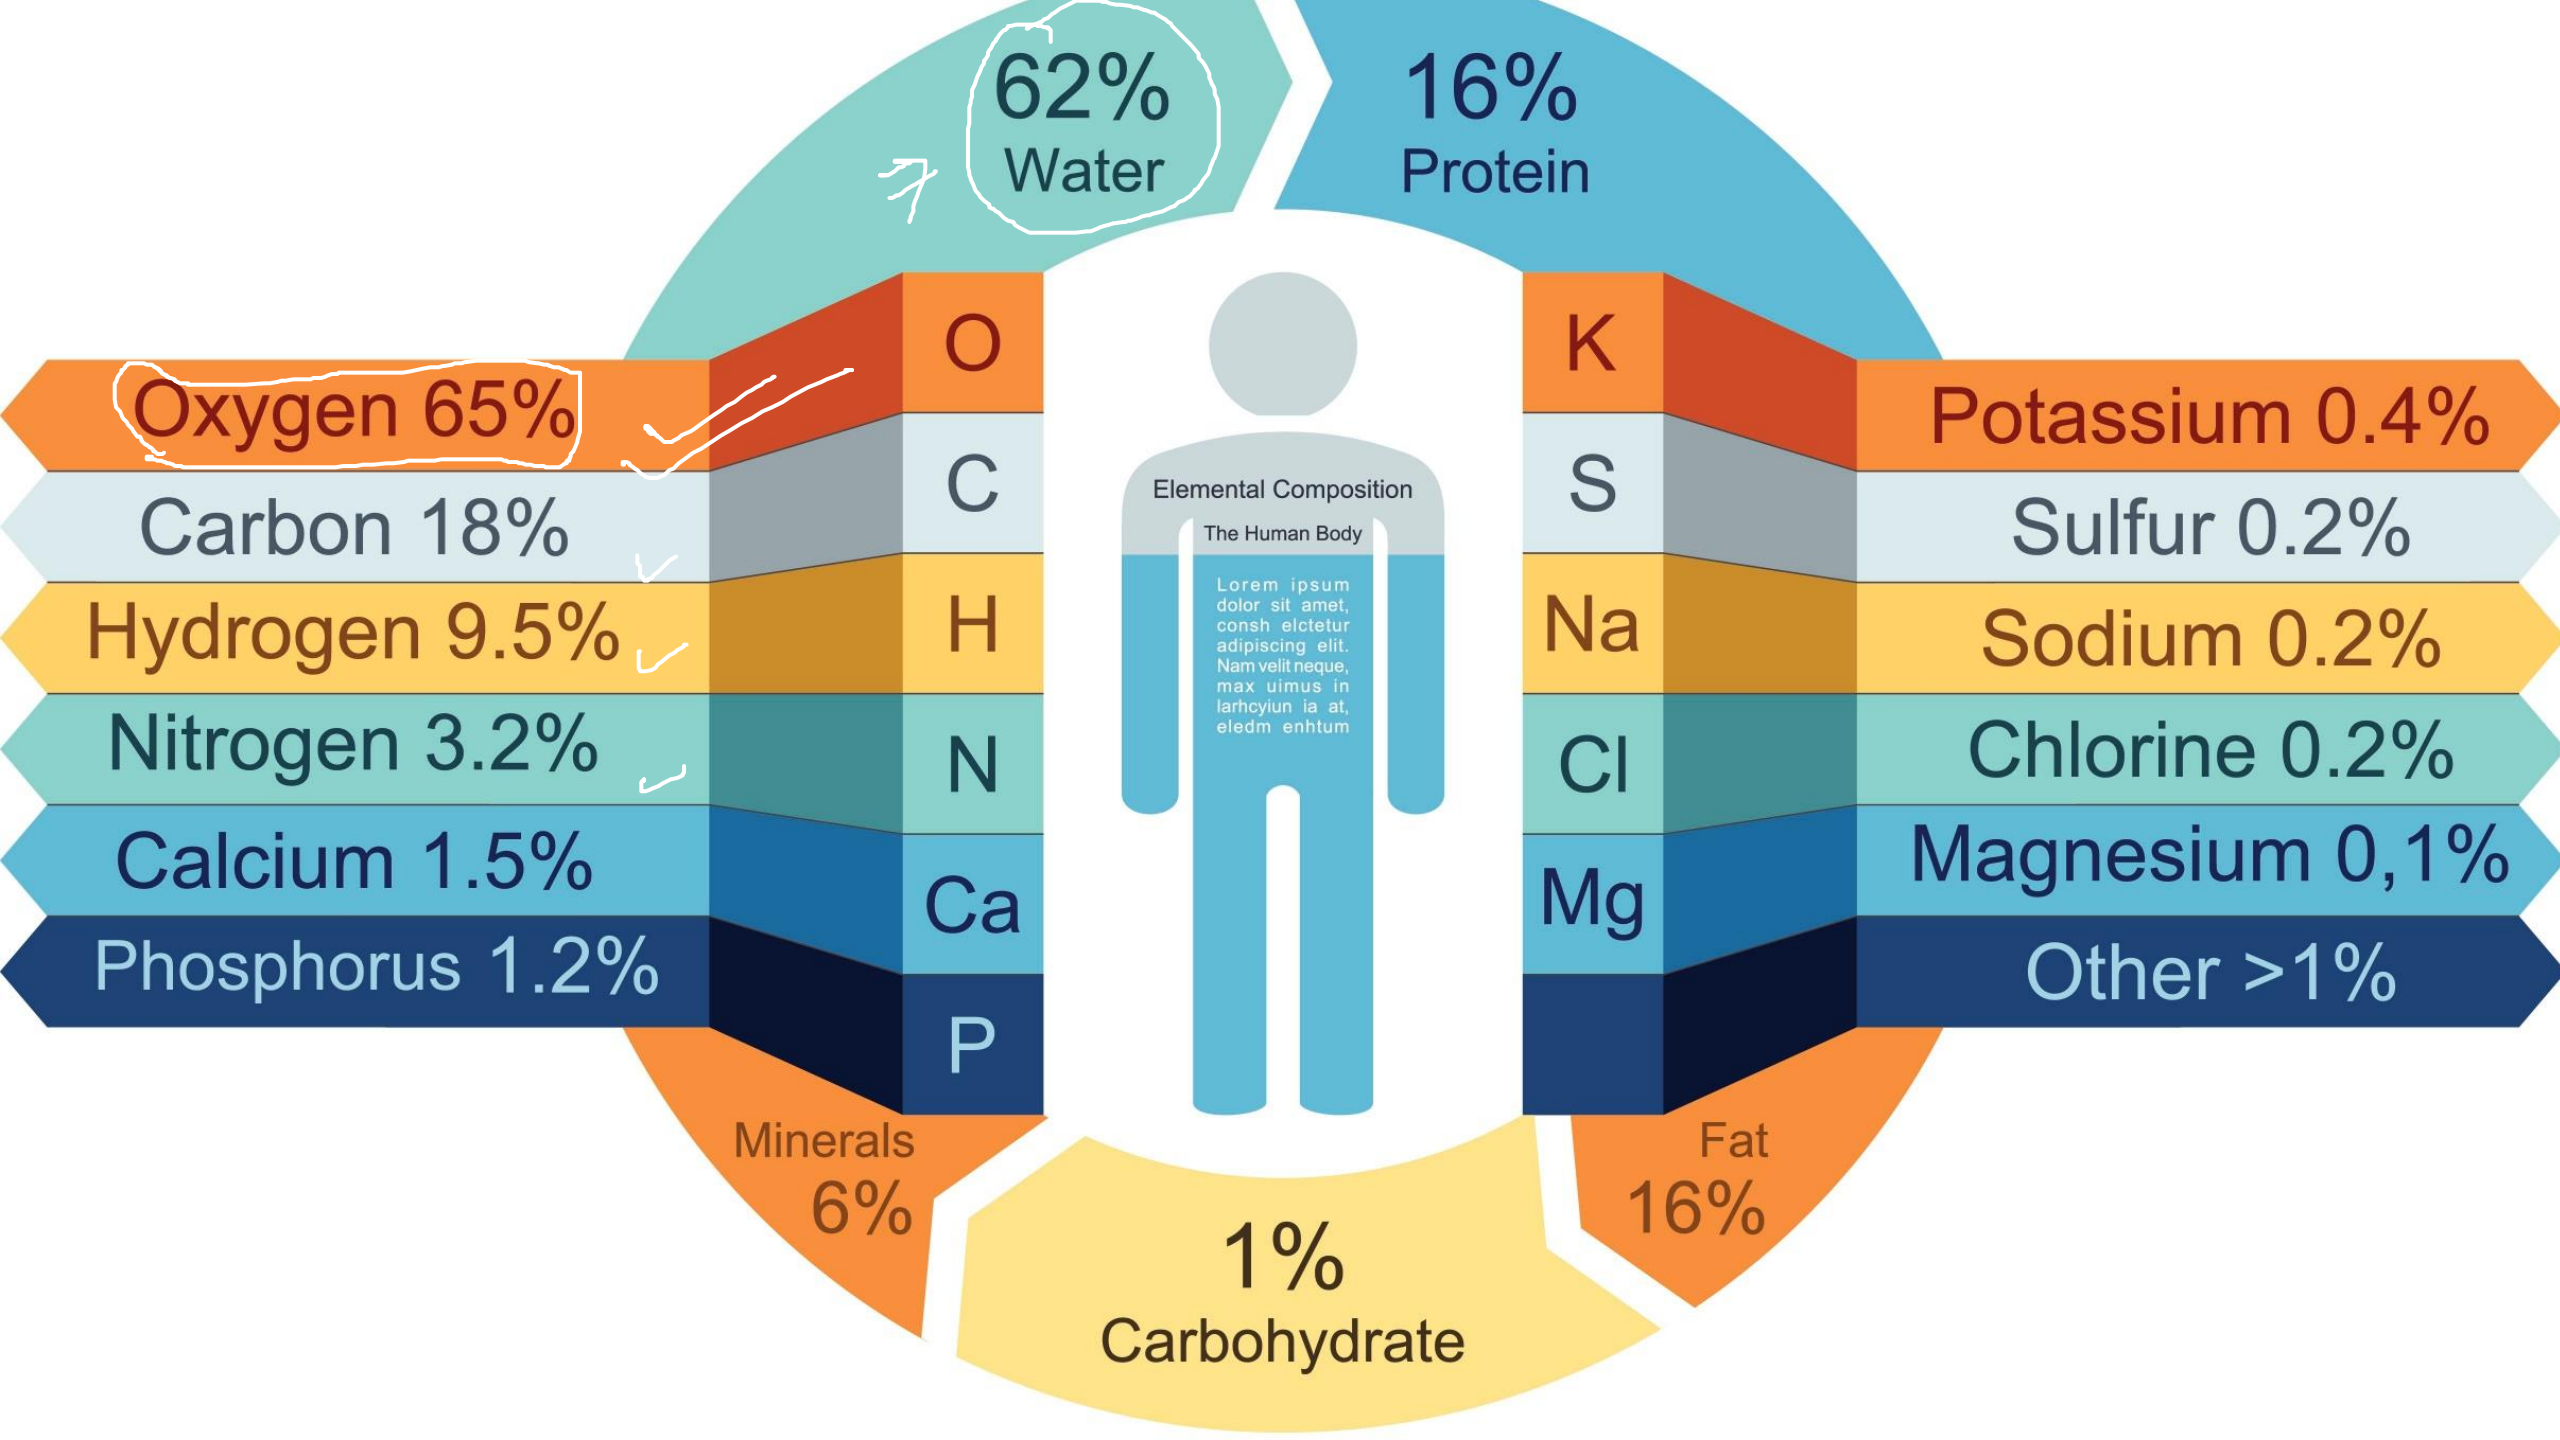 62%
Water
16%
Protein
Oxygen 65%
Carbon 18%
Hydrogen 9.5%
Nitrogen 3.2%
Calcium 1.5%
Phosphorus 1.2%
O
C
H
N
Ca
P
Elemental Composition
The Human Body
Lorem ipsum
dolor sit amet,
consh elctetur
adipiscing elit.
Nam velit neque,
max uimus in
larhcyiun ia at,
eledm enhtum
K
S
Na
Cl
Mg
Potassium 0.4%
Sulfur 0.2%
Sodium 0.2%
Chlorine 0.2%
Magnesium 0,1%
Other >1%
Minerals
6%
1%
Carbohydrate
Fat
16%